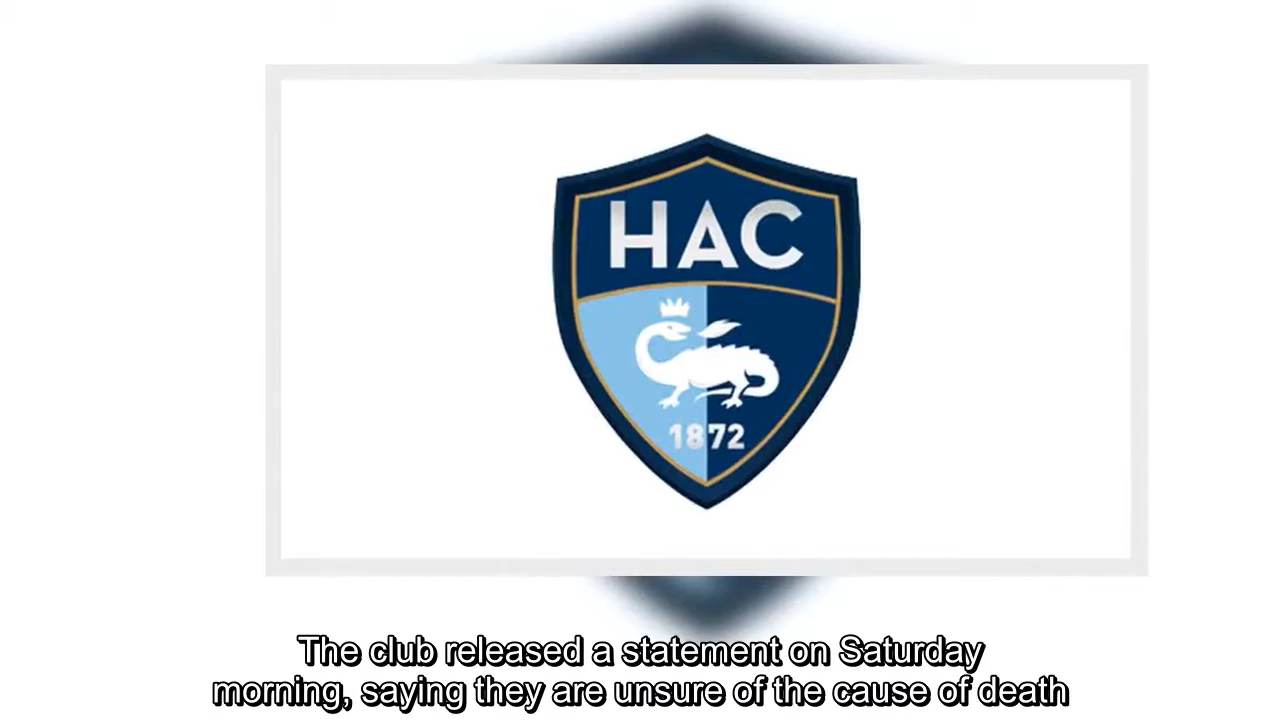 HAC
1872
The club released a statement on Saturday
morning, saying they are unsure of the cause of death